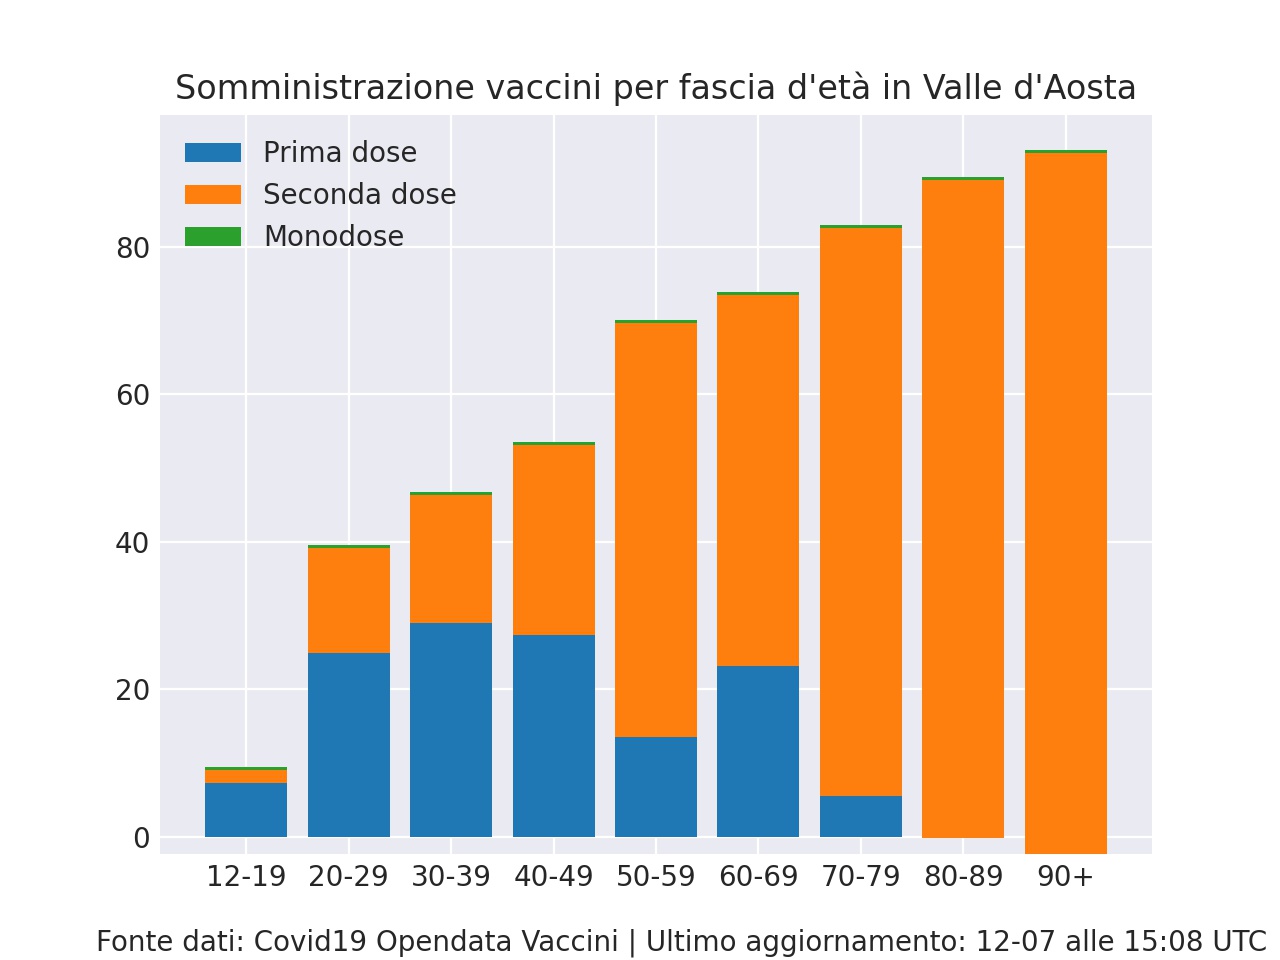 Somministrazione vaccini per fascia d'età in Valle d'Aosta
Prima dose
Seconda dose
Monodose
80
60
40
20
0
12-19 20-29 30-39 40-49 50-59 60-69 70-79 80-89 90+
Fonte dati: Covid19 Opendata Vaccini | Ultimo aggiornamento: 12-07 alle 15:08 UTC